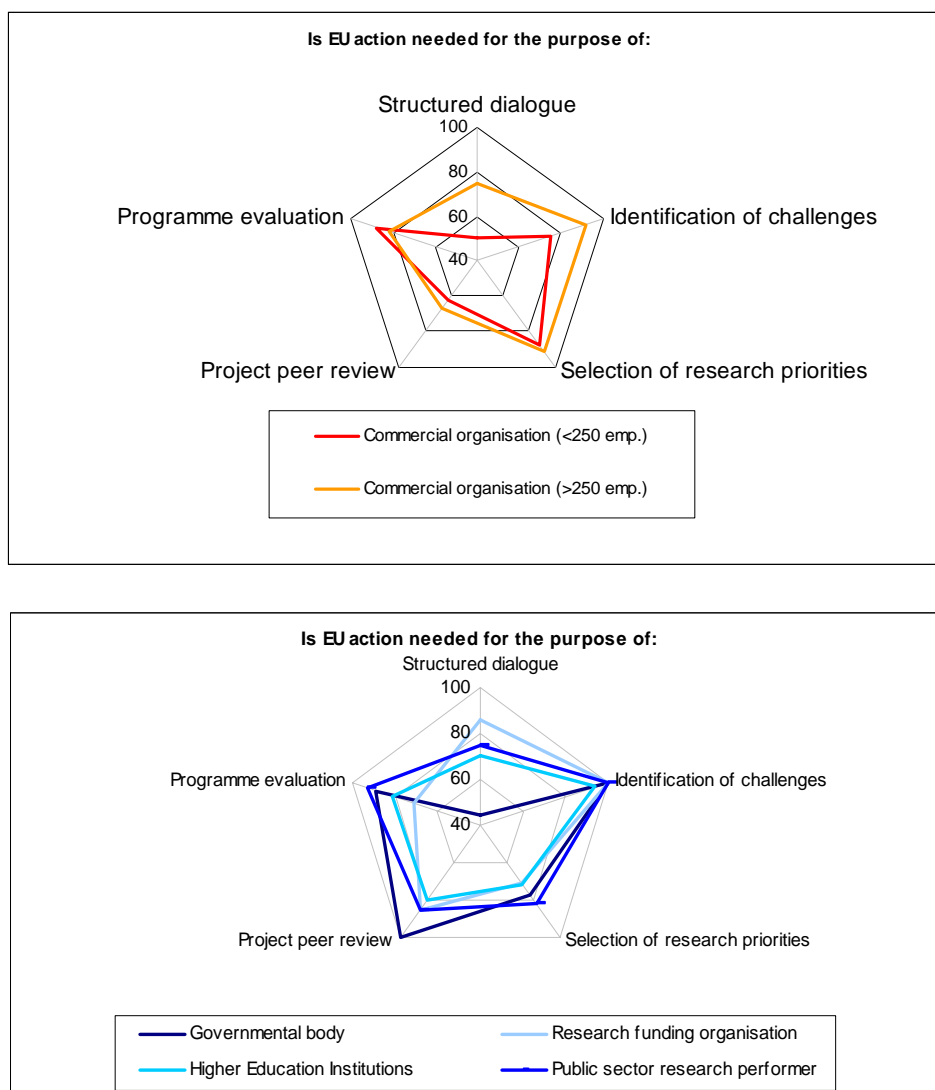 Is EU action needed for the purpose of:
Structured dialogue
100
80
60
40
Programme evaluation
Identification of challenges
Project peer review
Selection of research priorities
Commercial organisation (<250 emp.)
Commercial organisation (>250 emp.)
Is EU action needed for the purpose of:
Structured dialogue
100
80
60
40
Programme evaluation
Identification of challenges
Project peer review
Selection of research priorities
Governmental body
Research funding organisation
Higher Education Institutions
Public sector research performer